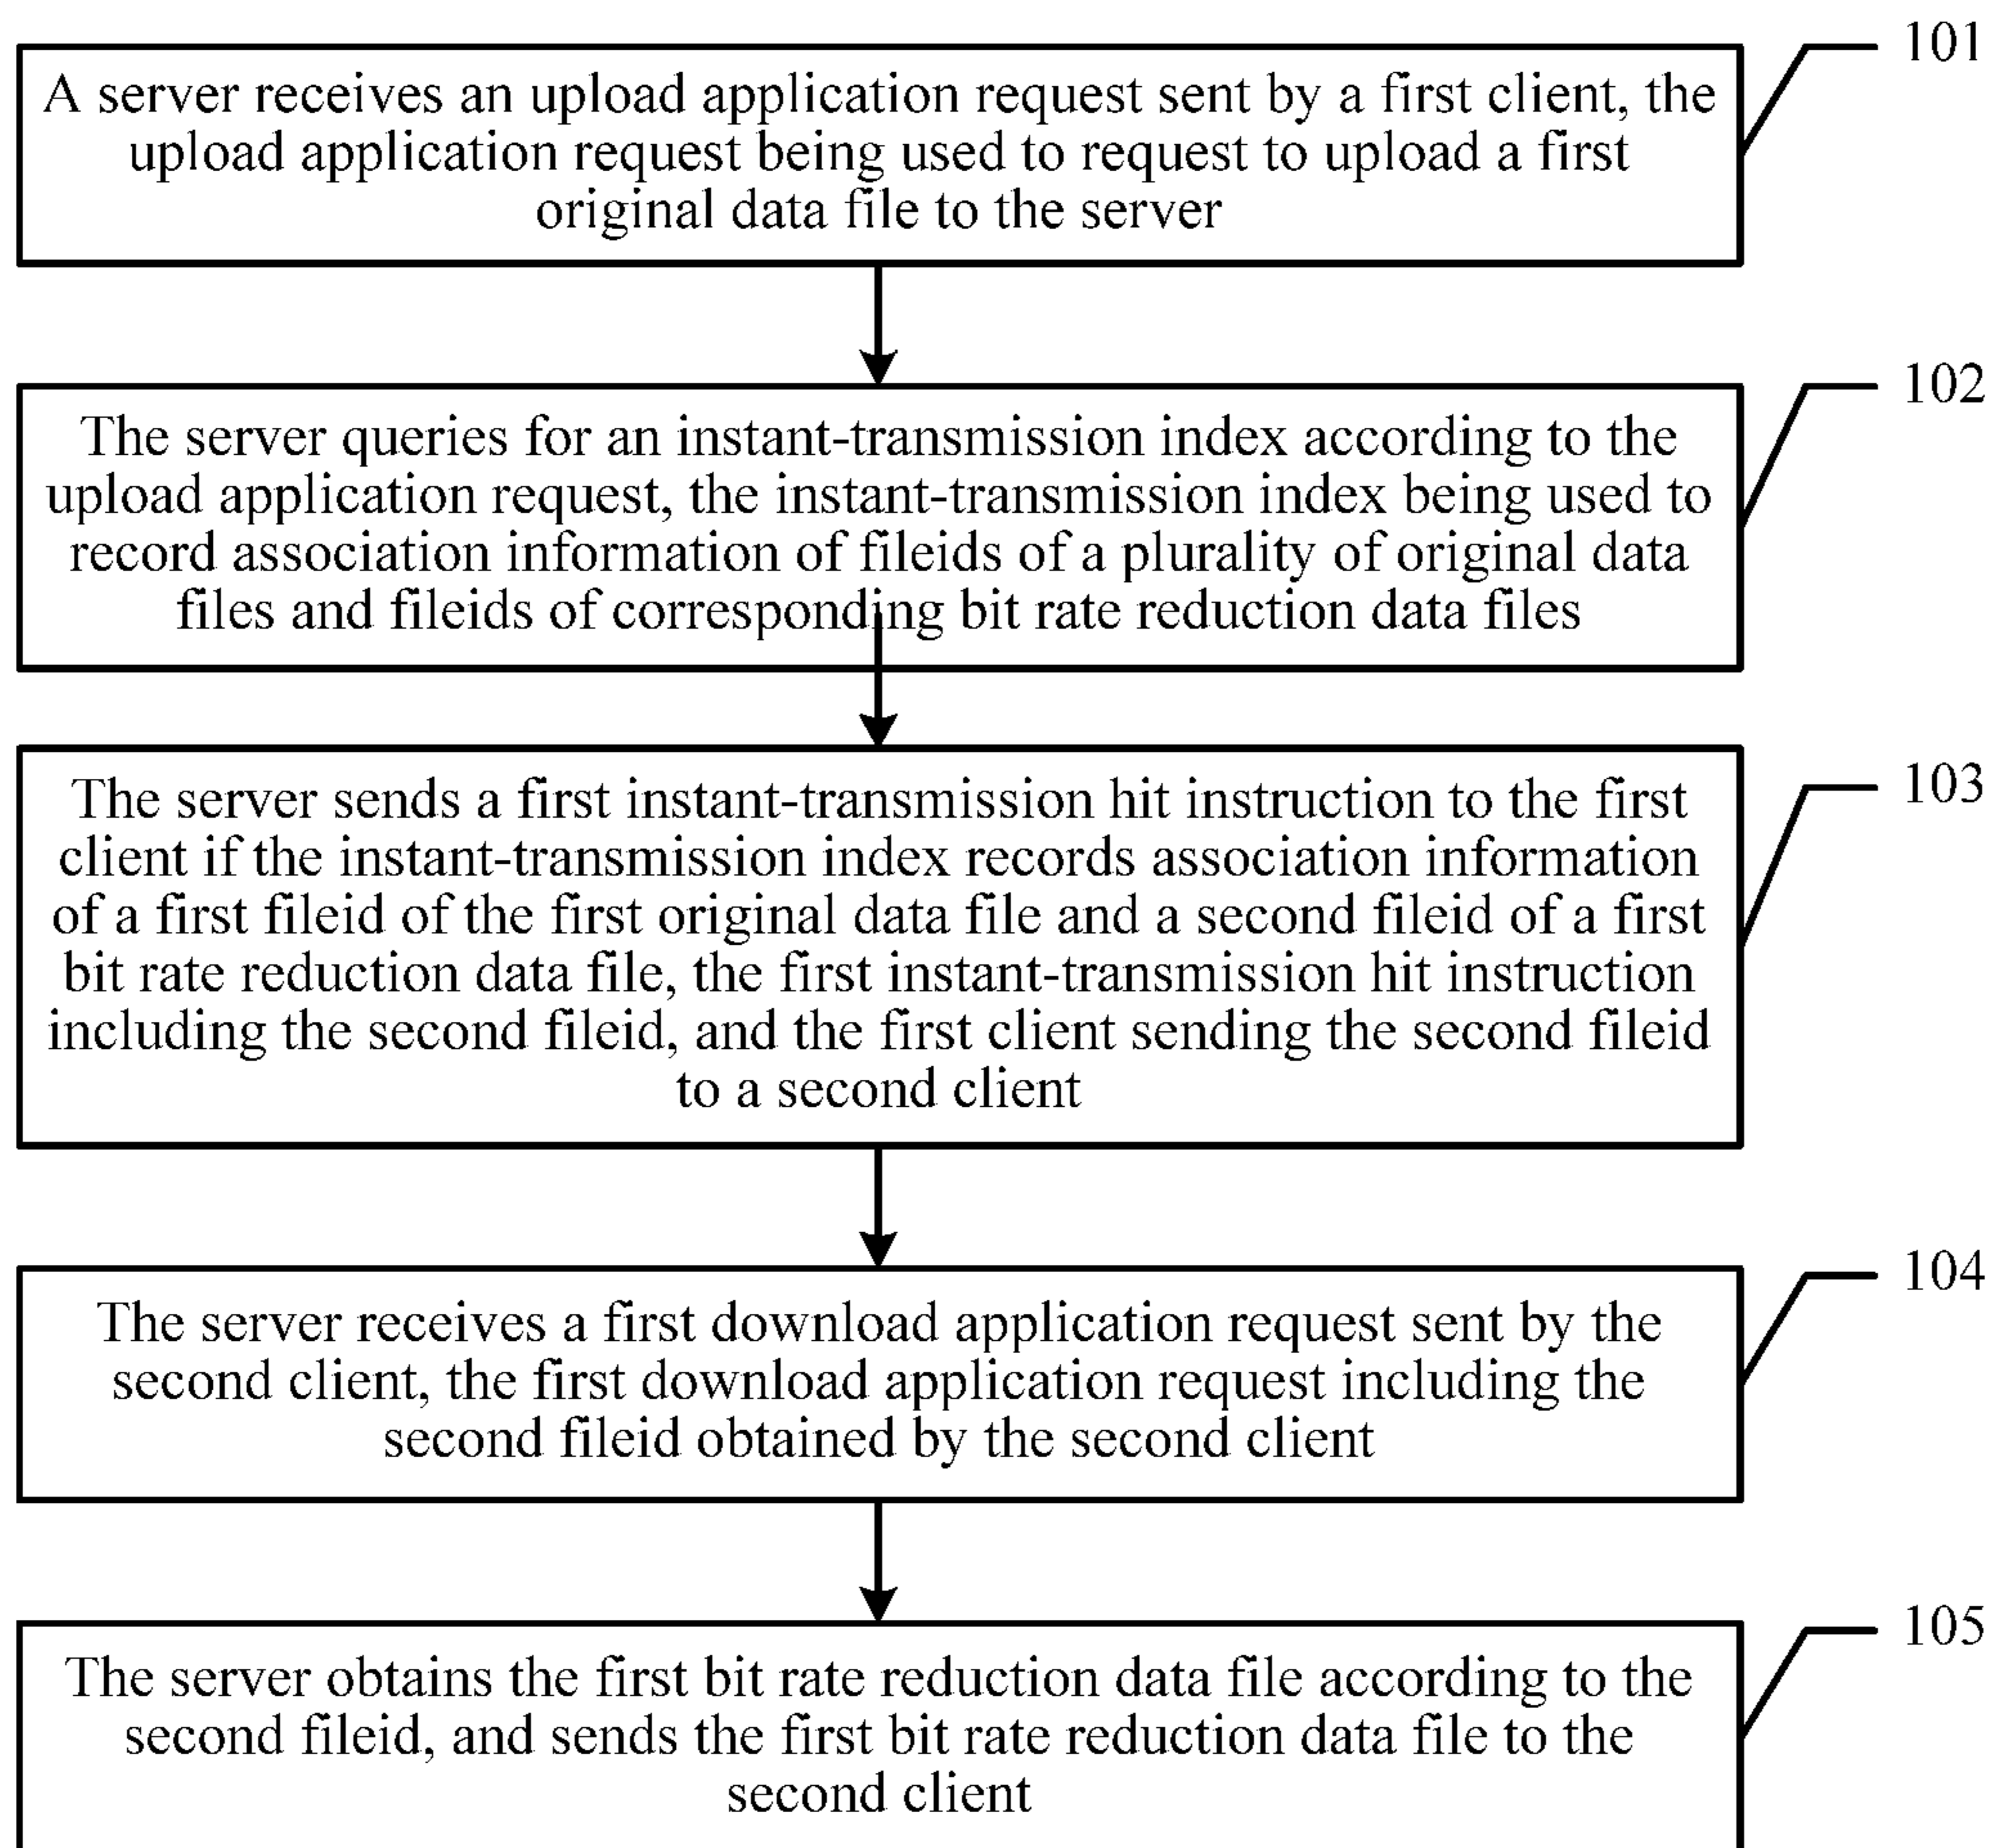 101
A server receives an upload application request sent by a first client, the
upload application request being used to request to upload a first
original data file to the server
102
The server queries for an instant-transmission index according to the
upload application request, the instant-transmission index being used to
record association information of fileids of a plurality of original data
files and fileids of corresponding bit rate reduction data files
103
The server sends a first instant-transmission hit instruction to the first
client if the instant-transmission index records association information
of a first fileid of the first original data file and a second fileid of a first
bit rate reduction data file, the first instant-transmission hit instruction
including the second fileid, and the first client sending the second fileid
to a second client
104
The server receives a first download application request sent by the
second client, the first download application request including the
second fileid obtained by the second client
105
The server obtains the first bit rate reduction data file according to the
second fileid, and sends the first bit rate reduction data file to the
second client